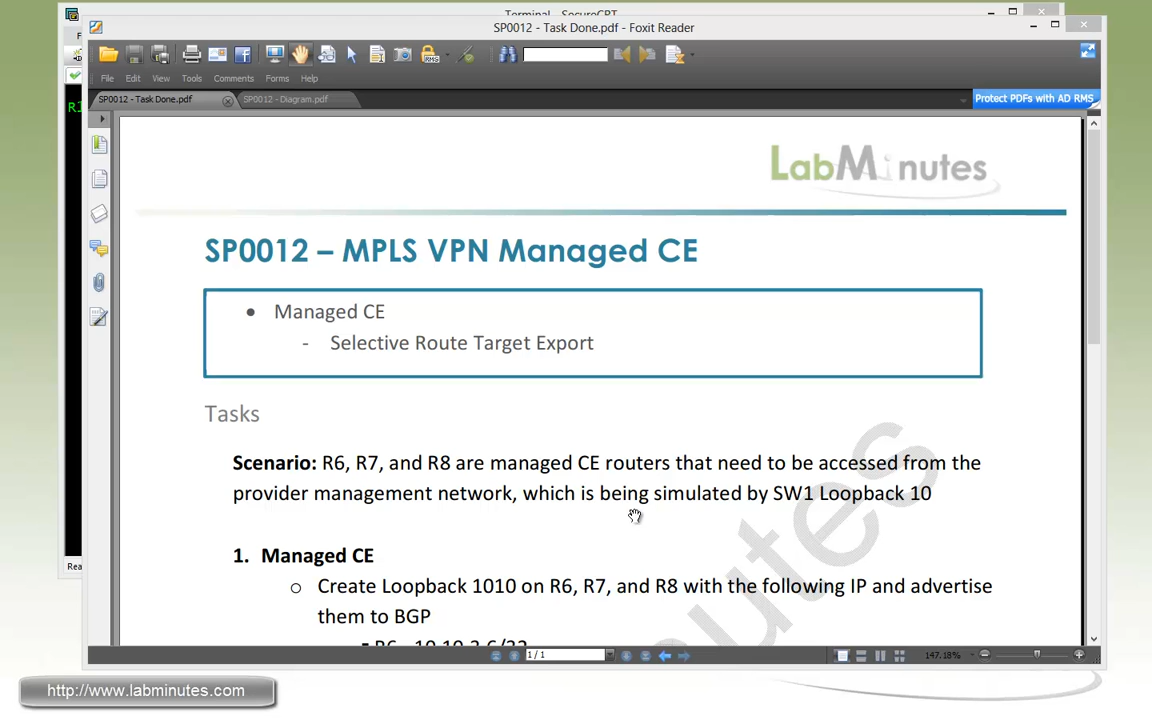 Terminal - SecureCRT
SP0012 - Task Done.pdf - Foxit Reader
RMS
File Edit View Tools Comments Forms Help
SP0012 - Task Done.pdf SP0012 - Diagram.pdf Protect PDFs with AD RMS
R1
LabMinutes
SP0012 – MPLS VPN Managed CE
• Managed CE
- Selective Route Target Export
Tasks
Scenario: R6, R7, and R8 are managed CE routers that need to be accessed from the
provider management network, which is being simulated by SW1 Loopback 10
1. Managed CE
o Create Loopback 1010 on R6, R7, and R8 with the following IP and advertise
them to BGP
Rea
1 / 1 147.18%
http://www.labminutes.com